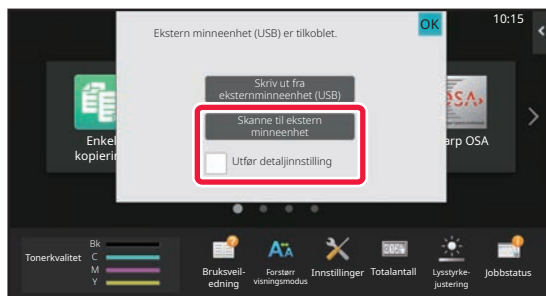 10:15
Ekstern minneenhet (USB) er tilkoblet.
OK
Skriv ut fra
eksternminneenhet (USB)
Skanne til ekstern
minneenhet
Utfør detaljinnstilling
Enkel
kopierin
arp OSA
Tonerkvalitet
Bk
C
M
Y
Bruksveil-
edning
Forstørr
visningsmodus
Innstillinger
Totalantall
Lysstyrke-
justering
Jobbstatus